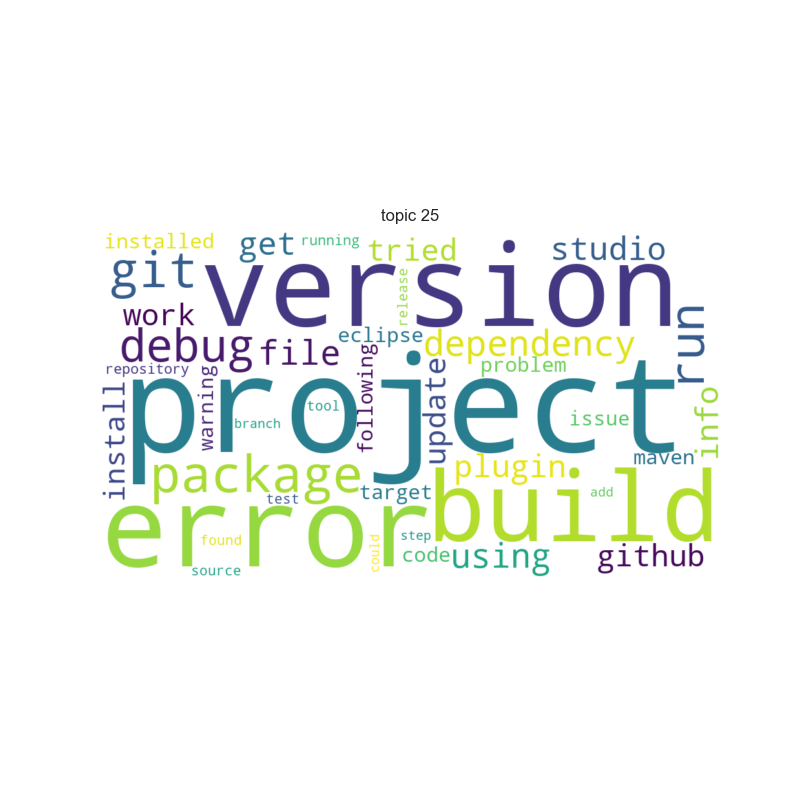 topic 25
installed
get
running
tried
studio
git
version
release
work
debug
file
eclipse
dependency
run
repository
warning
following
project
update
problem
info
install
tool
branch
issue
maven
package
target
plugin
test
build
add
error
found
could
step
code
using
github
source